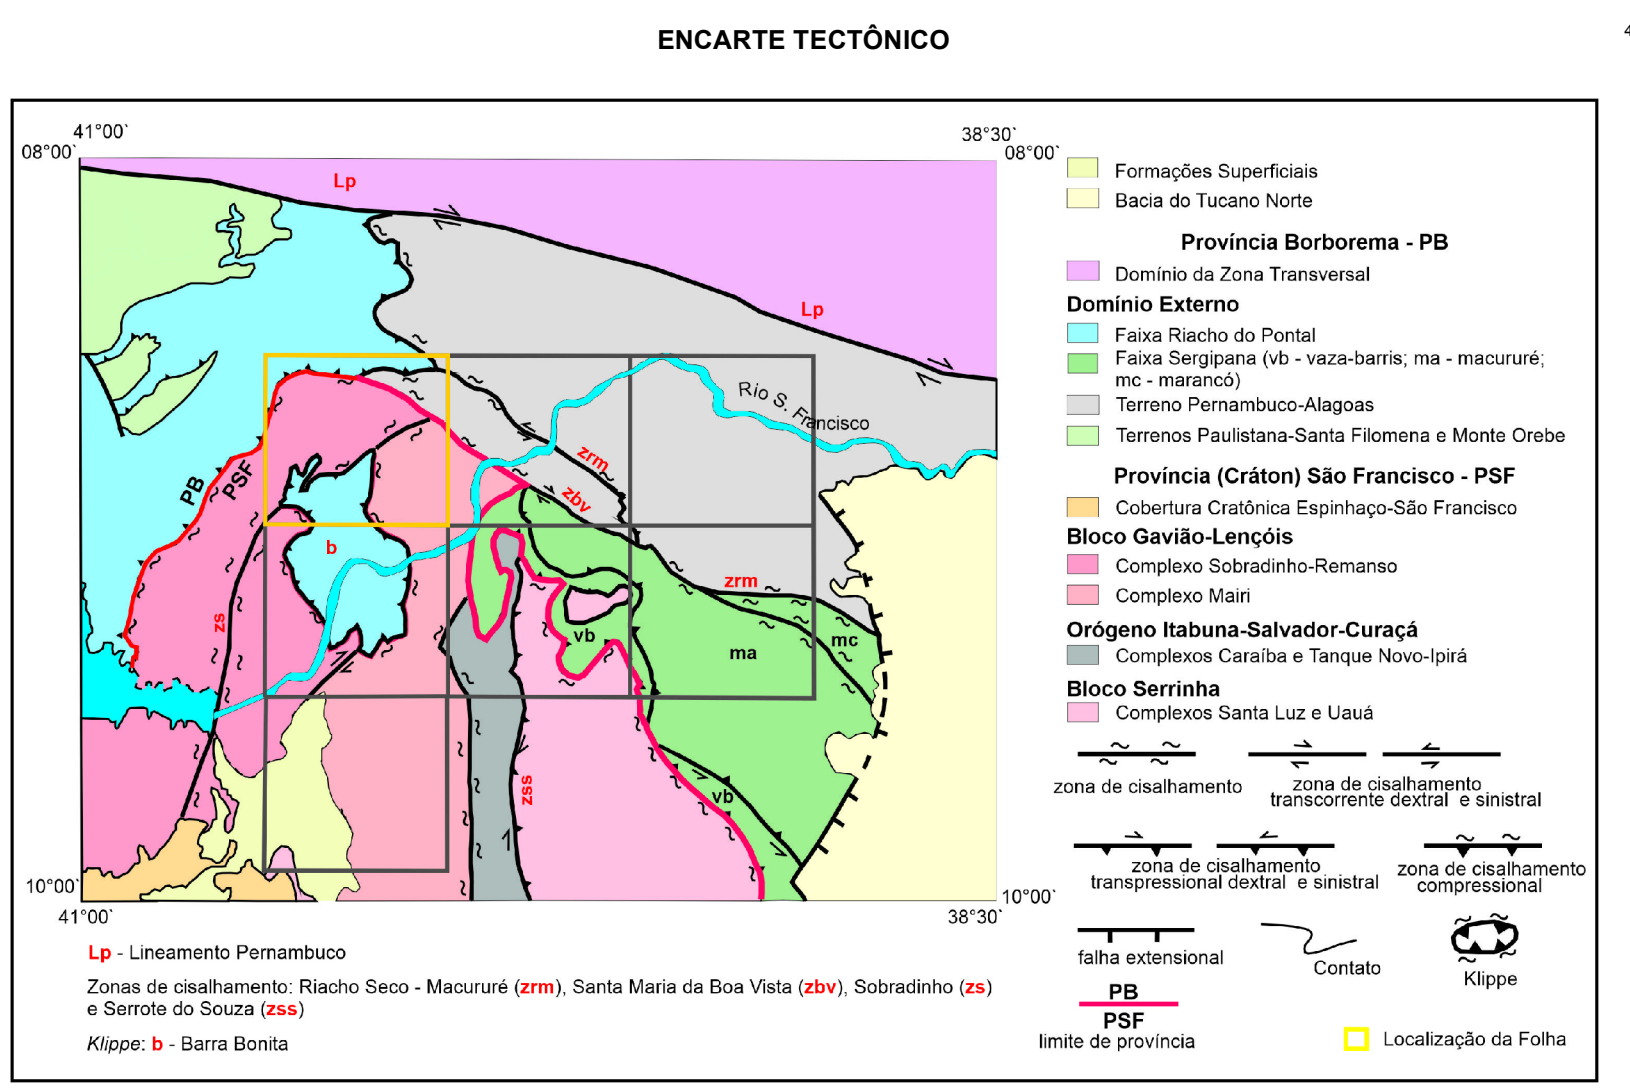 ENCARTE TECTÔNICO
4
41°00`
38°30`
08°00`
08°00`
Lp
Lp
Rio S. Francisco
PB
PSF
zrm
zbv
b
zs
zrm
vb
ma
mc
zss
vb
10°00`
10°00`
41°00`
38°30`
Formações Superficiais
Bacia do Tucano Norte
Província Borborema - PB
Domínio da Zona Transversal
Domínio Externo
Faixa Riacho do Pontal
Faixa Sergipana (vb - vaza-barris; ma - macururé;
mc - marancó)
Terreno Pernambuco-Alagoas
Terrenos Paulistana-Santa Filomena e Monte Orebe
Província (Cráton) São Francisco - PSF
Cobertura Cratônica Espinhaço-São Francisco
Bloco Gavião-Lençóis
Complexo Sobradinho-Remanso
Complexo Mairi
Orógeno Itabuna-Salvador-Curaçá
Complexos Caraíba e Tanque Novo-Ipirá
Bloco Serrinha
Complexos Santa Luz e Uauá
zona de cisalhamento
zona de cisalhamento
transcorrente dextral e sinistral
zona de cisalhamento
transpressional dextral e sinistral
zona de cisalhamento
compressional
falha extensional
Contato
Klippe
PB
PSF
limite de província
Localização da Folha
Lp - Lineamento Pernambuco
Zonas de cisalhamento: Riacho Seco - Macururé (zrm), Santa Maria da Boa Vista (zbv), Sobradinho (zs)
e Serrote do Souza (zss)
Klippe: b - Barra Bonita